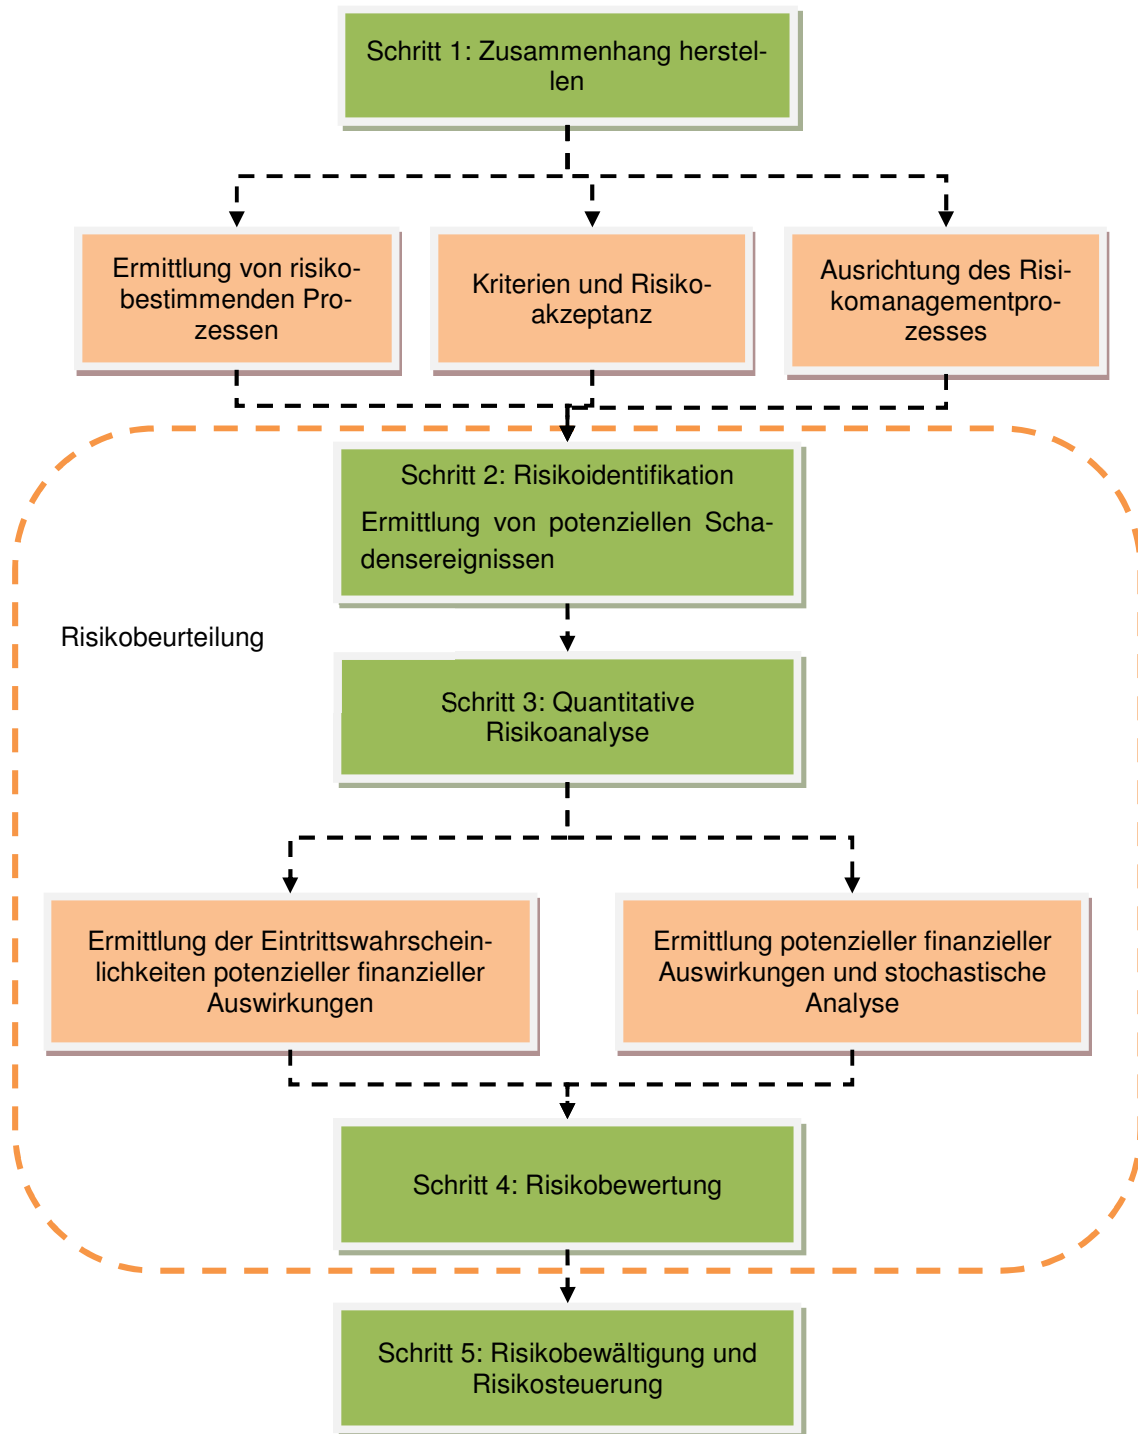 Schritt 1: Zusammenhang herstel-
len
Ermittlung von risiko-
bestimmenden Pro-
zessen
Kriterien und Risiko-
akzeptanz
Ausrichtung des Risi-
komanagementpro-
zesses
Schritt 2: Risikoidentifikation
Ermittlung von potenziellen Scha-
densereignissen
Risikobeurteilung
Schritt 3: Quantitative
Risikoanalyse
Ermittlung der Eintrittswahrschein-
lichkeiten potenzieller finanzieller
Auswirkungen
Ermittlung potenzieller finanzieller
Auswirkungen und stochastische
Analyse
Schritt 4: Risikobewertung
Schritt 5: Risikobewältigung und
Risikosteuerung